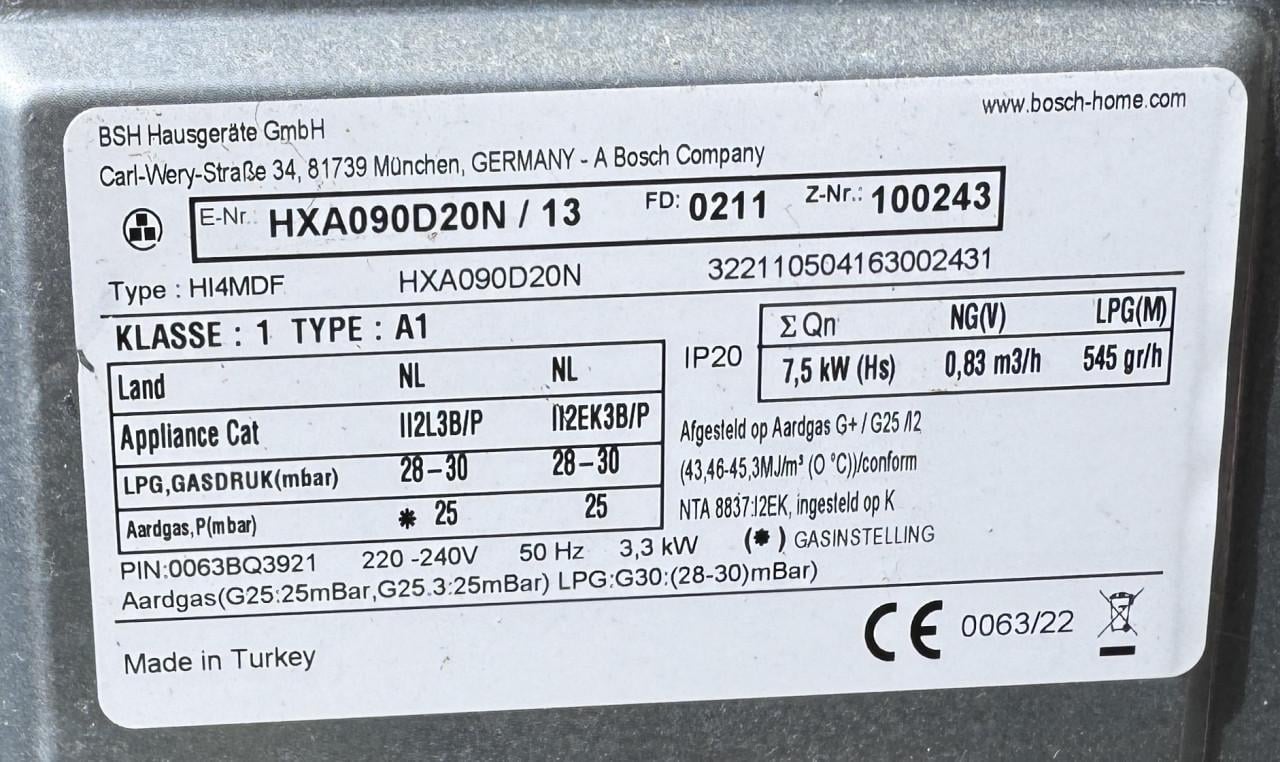 www.bosch-home.com
BSH Hausgeräte GmbH
Carl-Wery-Straße 34, 81739 München, GERMANY - A Bosch Company
E-Nr.: HXA090D20N / 13 FD: 0211 Z-Nr.: 100243
Type : HI4MDF HXA090D20N 322110504163002431
KLASSE : 1 TYPE : A1
Land NL NL
Appliance Cat II2L3B/P II2EK3B/P
LPG,GASDRUK(mbar) 28-30 28-30
Aardgas,P(mbar) * 25 25
IP20
Σ Qn NG(V) LPG(M)
7,5 kW (Hs) 0,83 m3/h 545 gr/h
Afgesteld op Aardgas G+ / G25 /I2
(43,46-45,3MJ/m³ (O °C))/conform
NTA 8837:I2EK, ingesteld op K
PIN:0063BQ3921 220 -240V 50 Hz 3,3 kW (*) GASINSTELLING
Aardgas(G25:25mBar,G25.3:25mBar) LPG:G30:(28-30)mBar)
Made in Turkey
CE 0063/22